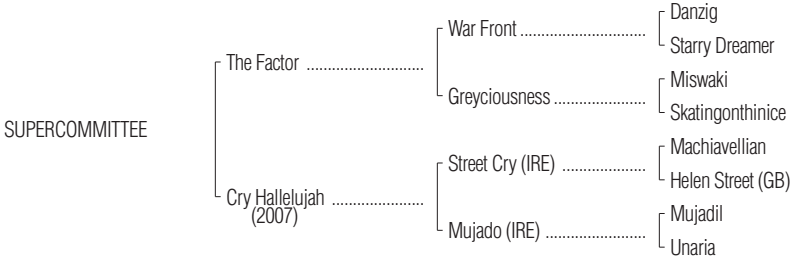 Danzig
War Front ............................
Starry Dreamer
The Factor ..........................
Miswaki
Greyciousness ....................
Skatingonthinice
SUPERCOMMITTEE
Machiavellian
Street Cry (IRE) ..................
Helen Street (GB)
Cry Hallelujah ....................
(2007)
Mujadil
Mujado (IRE) ......................
Unaria